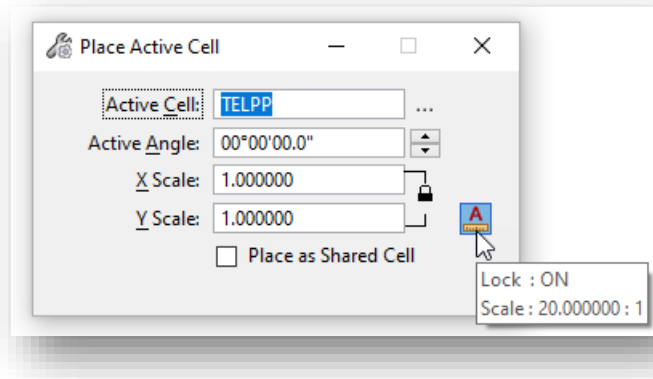 Place Active Cell
Active Cell: TELPP ...
Active Angle: 00°00'00.0"
X Scale: 1.000000
Y Scale: 1.000000
A
Place as Shared Cell
Lock : ON
Scale : 20.000000 : 1